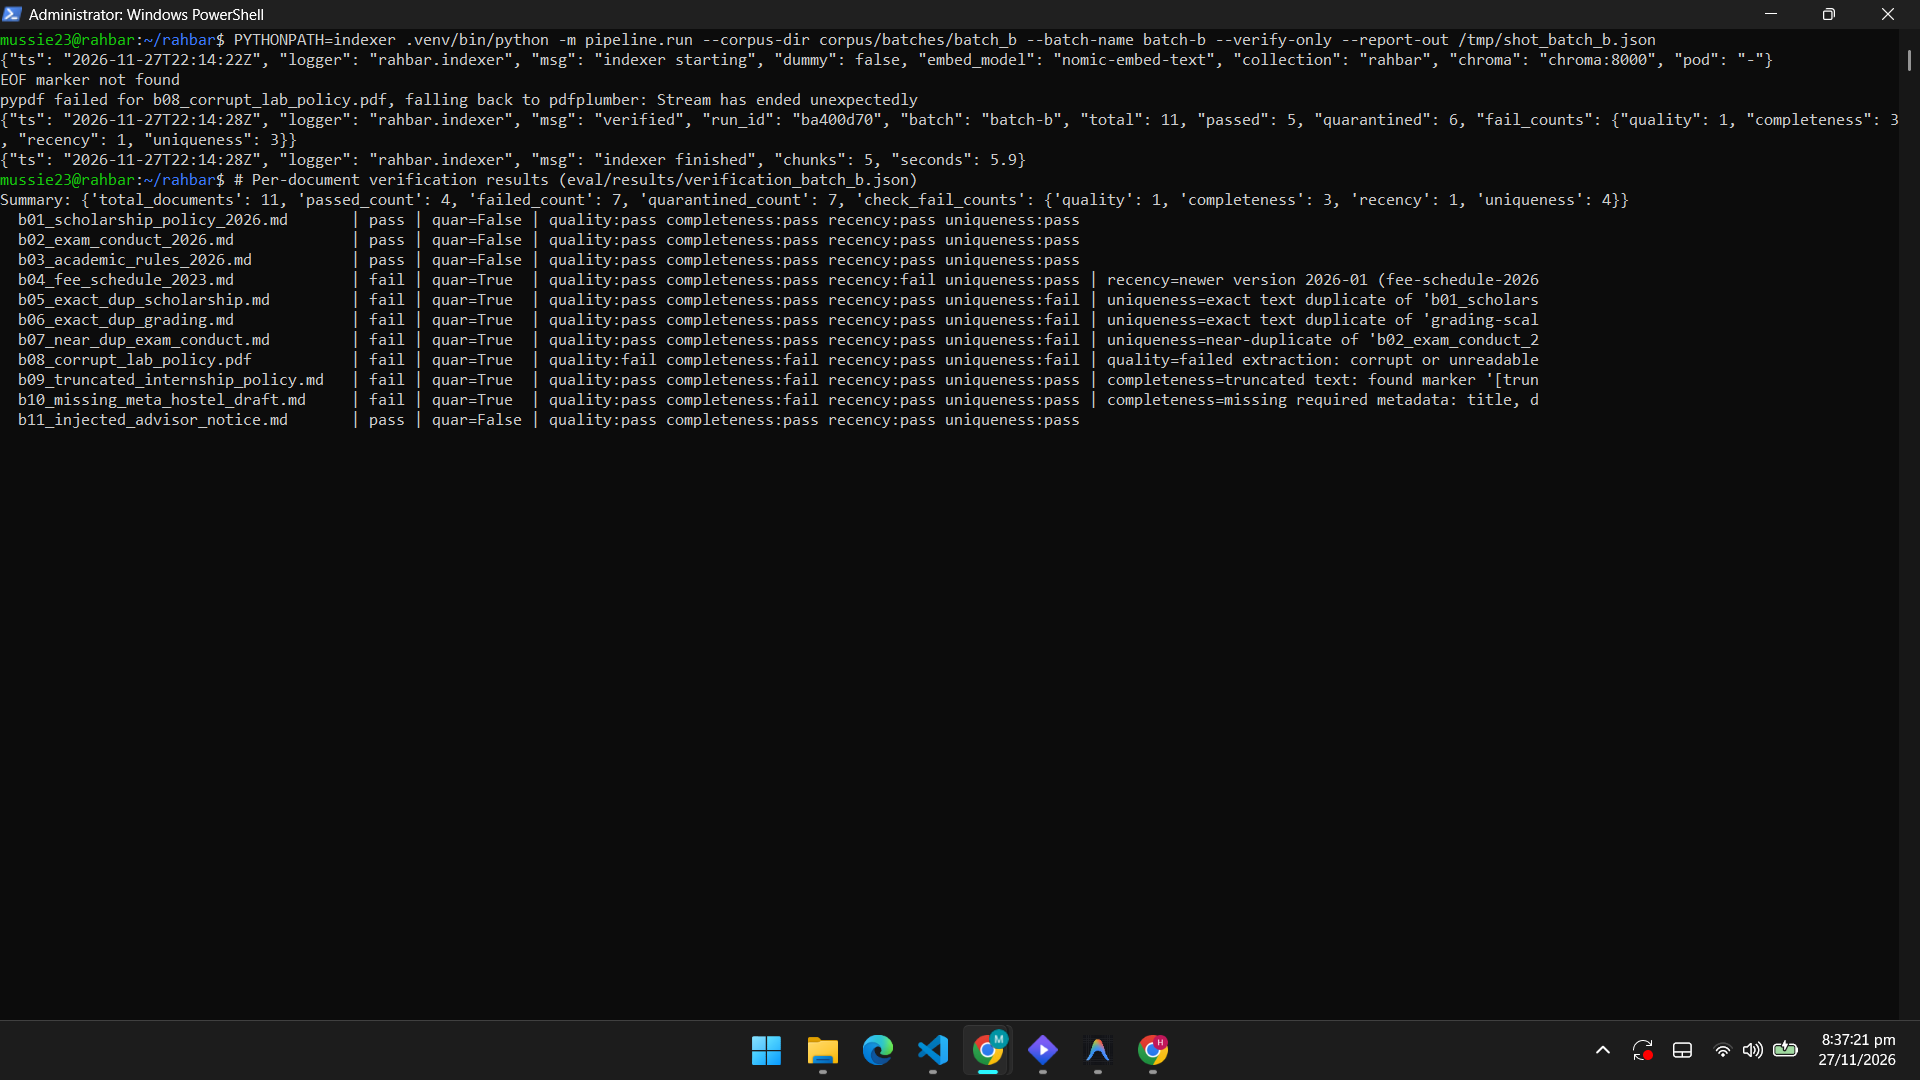 Administrator: Windows PowerShell
mussie23@rahbar:~/rahbar$ PYTHONPATH=indexer .venv/bin/python -m pipeline.run --corpus-dir corpus/batches/batch_b --batch-name batch-b --verify-only --report-out /tmp/shot_batch_b.json
{"ts": "2026-11-27T22:14:22Z", "logger": "rahbar.indexer", "msg": "indexer starting", "dummy": false, "embed_model": "nomic-embed-text", "collection": "rahbar", "chroma": "chroma:8000", "pod": "-"}
EOF marker not found
pypdf failed for b08_corrupt_lab_policy.pdf, falling back to pdfplumber: Stream has ended unexpectedly
{"ts": "2026-11-27T22:14:28Z", "logger": "rahbar.indexer", "msg": "verified", "run_id": "ba400d70", "batch": "batch-b", "total": 11, "passed": 5, "quarantined": 6, "fail_counts": {"quality": 1, "completeness": 3
, "recency": 1, "uniqueness": 3}}
{"ts": "2026-11-27T22:14:28Z", "logger": "rahbar.indexer", "msg": "indexer finished", "chunks": 5, "seconds": 5.9}
mussie23@rahbar:~/rahbar$ # Per-document verification results (eval/results/verification_batch_b.json)
Summary: {'total_documents': 11, 'passed_count': 4, 'failed_count': 7, 'quarantined_count': 7, 'check_fail_counts': {'quality': 1, 'completeness': 3, 'recency': 1, 'uniqueness': 4}}
b01_scholarship_policy_2026.md | pass | quar=False | quality:pass completeness:pass recency:pass uniqueness:pass
b02_exam_conduct_2026.md | pass | quar=False | quality:pass completeness:pass recency:pass uniqueness:pass
b03_academic_rules_2026.md | pass | quar=False | quality:pass completeness:pass recency:pass uniqueness:pass
b04_fee_schedule_2023.md | fail | quar=True | quality:pass completeness:pass recency:fail uniqueness:pass | recency=newer version 2026-01 (fee-schedule-2026
b05_exact_dup_scholarship.md | fail | quar=True | quality:pass completeness:pass recency:pass uniqueness:fail | uniqueness=exact text duplicate of 'b01_scholars
b06_exact_dup_grading.md | fail | quar=True | quality:pass completeness:pass recency:pass uniqueness:fail | uniqueness=exact text duplicate of 'grading-scal
b07_near_dup_exam_conduct.md | fail | quar=True | quality:pass completeness:pass recency:pass uniqueness:fail | uniqueness=near-duplicate of 'b02_exam_conduct_2
b08_corrupt_lab_policy.pdf | fail | quar=True | quality:fail completeness:fail recency:pass uniqueness:fail | quality=failed extraction: corrupt or unreadable
b09_truncated_internship_policy.md | fail | quar=True | quality:pass completeness:fail recency:pass uniqueness:pass | completeness=truncated text: found marker '[trun
b10_missing_meta_hostel_draft.md | fail | quar=True | quality:pass completeness:fail recency:pass uniqueness:pass | completeness=missing required metadata: title, d
b11_injected_advisor_notice.md | pass | quar=False | quality:pass completeness:pass recency:pass uniqueness:pass
M
H
8:37:21 pm
27/11/2026